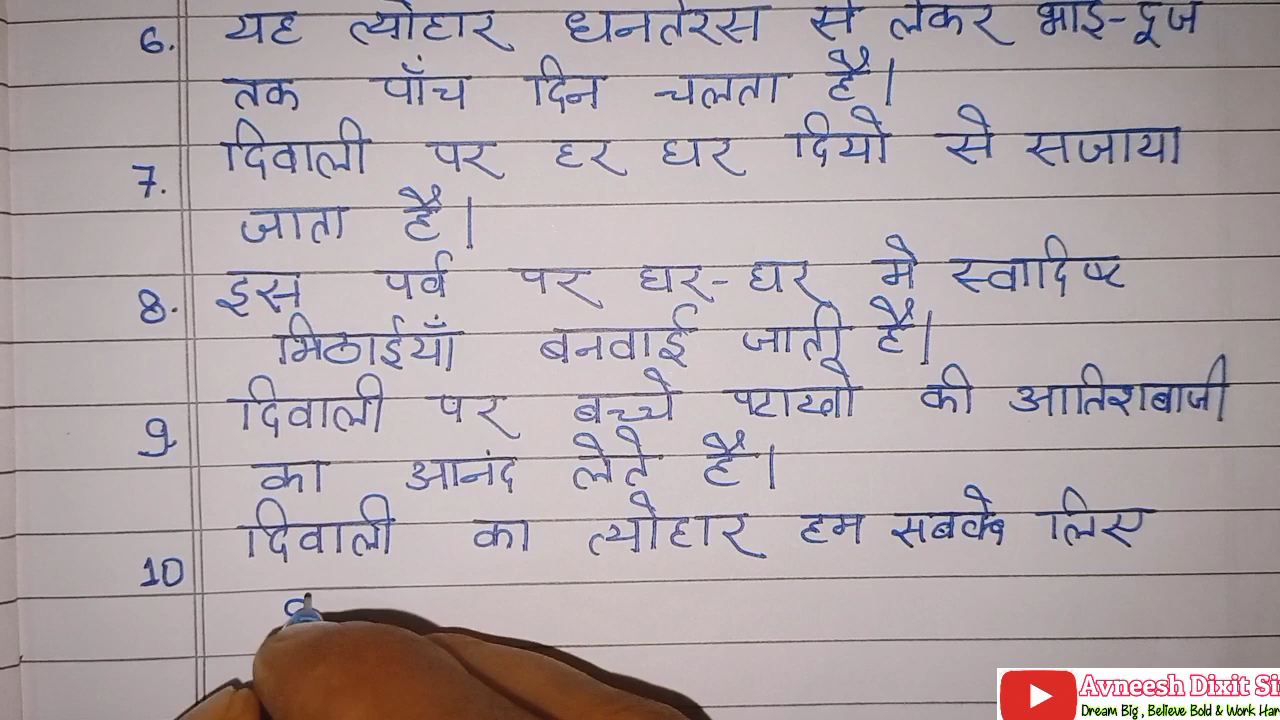 6. यह त्योहार धनतेरस से लेकर भाई-दूज
तक पाँच दिन चलता है।
7. दिवाली पर हर घर दियो से सजाया
जाता है।
8. इस पर्व पर घर-घर मे स्वादिष्ट
मिठाईयाँ बनवाई जाती है।
9 दिवाली पर बच्चे पटाखो की आतिशबाजी
का आनंद लेते है।
10 दिवाली का त्योहार हम सबके लिए
Avneesh Dixit Si
Dream Big , Believe Bold & Work Har